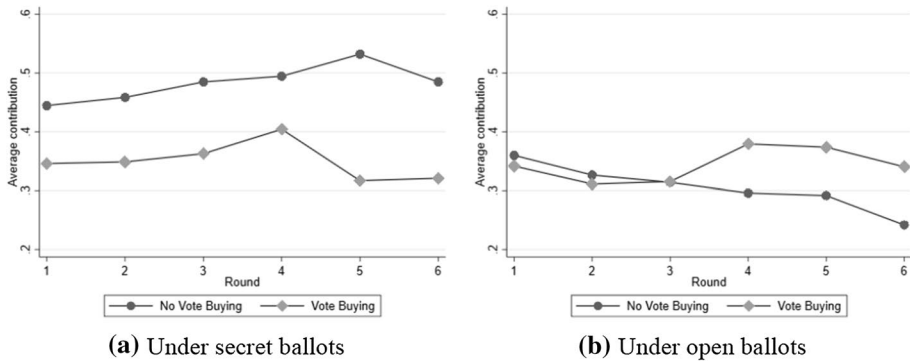 Average contribution
.6
.5
.4
.3
.2
1 2 3 4 5 6
Round
No Vote Buying Vote Buying
(a) Under secret ballots
Average contribution
.6
.5
.4
.3
.2
1 2 3 4 5 6
Round
No Vote Buying Vote Buying
(b) Under open ballots